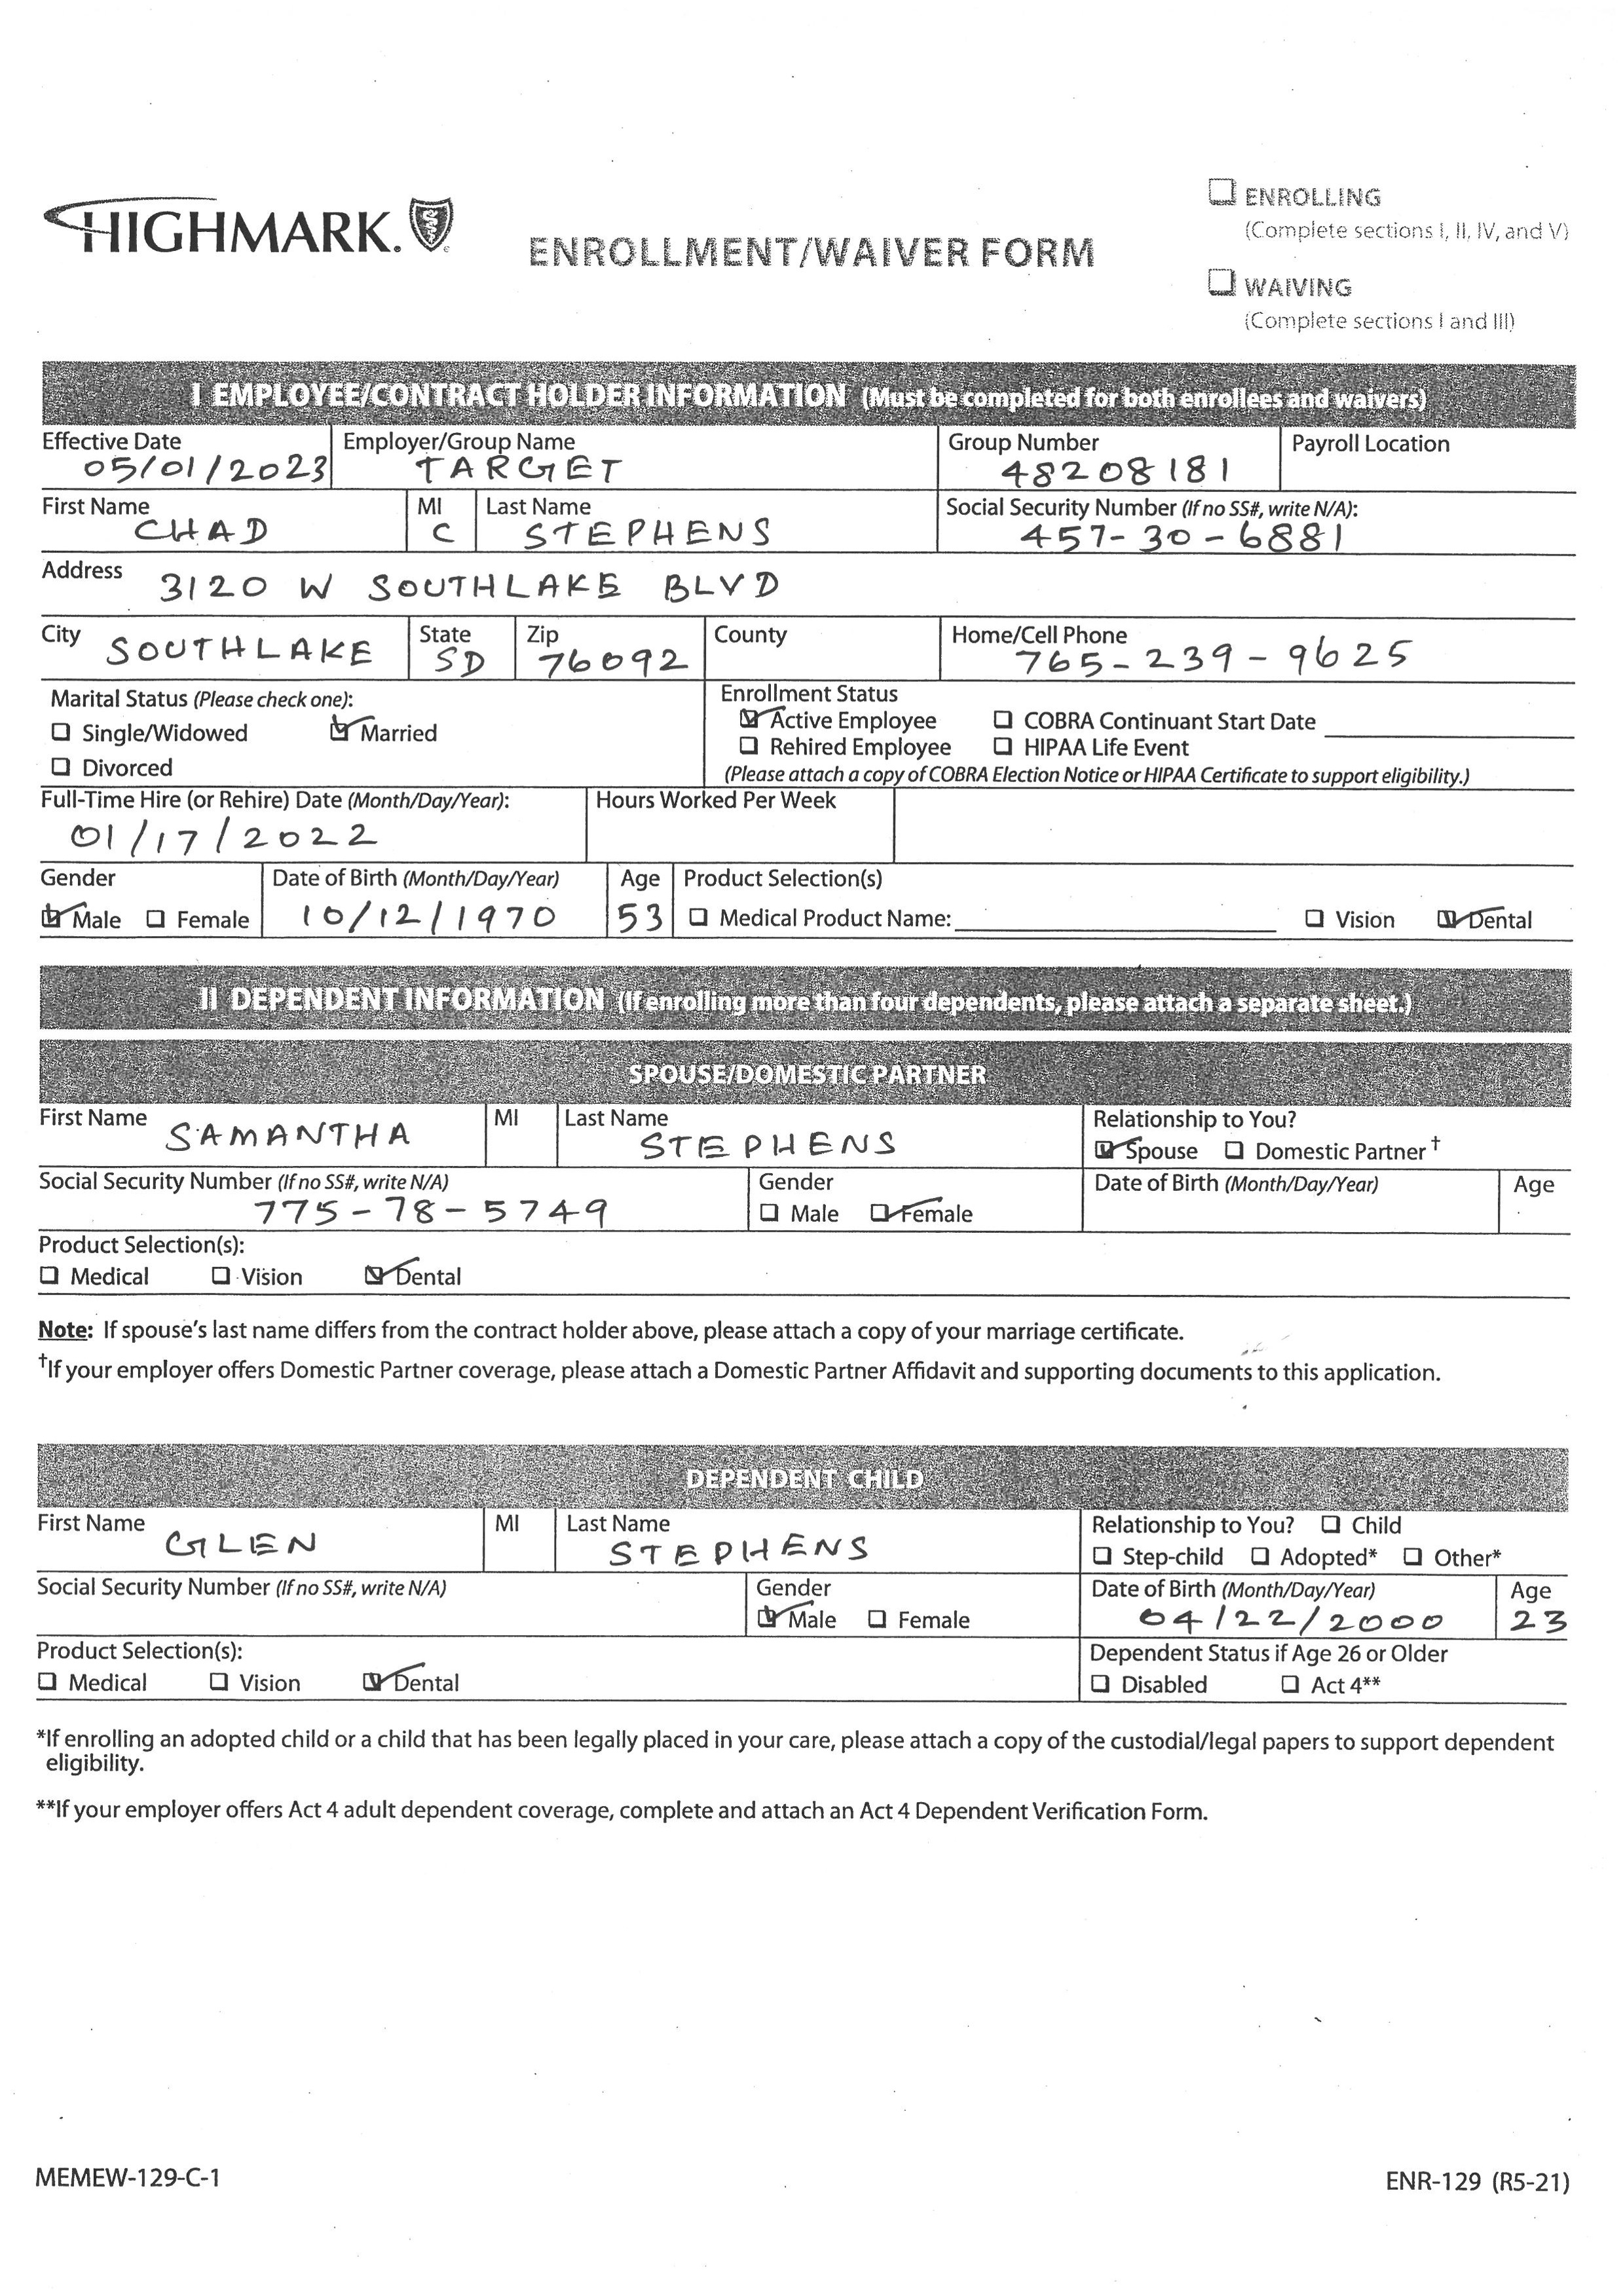 HIGHMARK.
ENROLLMENT/WAIVER FORM
☐ ENROLLING
(Complete sections I, II, IV, and V)
☐ WAIVING
(Complete sections I and III)
I EMPLOYEE/CONTRACT HOLDER INFORMATION (Must be completed for both enrollees and waivers)
Effective Date Employer/Group Name Group Number Payroll Location
05/01/2023 TARGET 48208181
First Name MI Last Name Social Security Number (If no SS#, write N/A):
CHAD C STEPHENS 457-30-6881
Address 3120 W SOUTHLAKE BLVD
City State Zip County Home/Cell Phone
SOUTHLAKE SD 76092 765-239-9625
Marital Status (Please check one): Enrollment Status
☐ Single/Widowed ☑ Married ☑ Active Employee ☐ COBRA Continuant Start Date
☐ Divorced ☐ Rehired Employee ☐ HIPAA Life Event
(Please attach a copy of COBRA Election Notice or HIPAA Certificate to support eligibility.)
Full-Time Hire (or Rehire) Date (Month/Day/Year): Hours Worked Per Week
01/17/2022
Gender Date of Birth (Month/Day/Year) Age Product Selection(s)
☑ Male ☐ Female 10/12/1970 53 ☐ Medical Product Name: ☐ Vision ☑ Dental
II DEPENDENT INFORMATION (If enrolling more than four dependents, please attach a separate sheet.)
SPOUSE/DOMESTIC PARTNER
First Name MI Last Name Relationship to You?
SAMANTHA STEPHENS ☑ Spouse ☐ Domestic Partner†
Social Security Number (If no SS#, write N/A) Gender Date of Birth (Month/Day/Year) Age
775-78-5749 ☐ Male ☑ Female
Product Selection(s):
☐ Medical ☐ Vision ☑ Dental
Note: If spouse's last name differs from the contract holder above, please attach a copy of your marriage certificate.
†If your employer offers Domestic Partner coverage, please attach a Domestic Partner Affidavit and supporting documents to this application.
DEPENDENT CHILD
First Name MI Last Name Relationship to You? ☐ Child
GLEN STEPHENS ☐ Step-child ☐ Adopted* ☐ Other*
Social Security Number (If no SS#, write N/A) Gender Date of Birth (Month/Day/Year) Age
☑ Male ☐ Female 04/22/2000 23
Product Selection(s): Dependent Status if Age 26 or Older
☐ Medical ☐ Vision ☑ Dental ☐ Disabled ☐ Act 4**
*If enrolling an adopted child or a child that has been legally placed in your care, please attach a copy of the custodial/legal papers to support dependent
eligibility.
**If your employer offers Act 4 adult dependent coverage, complete and attach an Act 4 Dependent Verification Form.
MEMEW-129-C-1 ENR-129 (R5-21)